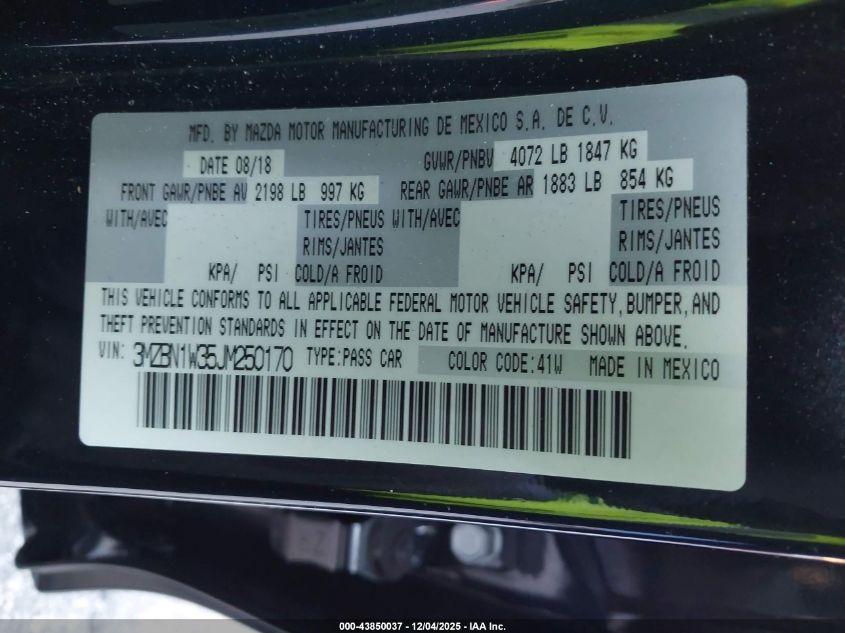 MFD. BY MAZDA MOTOR MANUFACTURING DE MEXICO S.A. DE C.V.
DATE 08/18 GVWR/PNBV 4072 LB 1847 KG
FRONT GAWR/PNBE AV 2198 LB 997 KG REAR GAWR/PNBE AR 1883 LB 854 KG
WITH/AVEC TIRES/PNEUS WITH/AVEC TIRES/PNEUS
RIMS/JANTES RIMS/JANTES
KPA/ PSI COLD/A FROID KPA/ PSI COLD/A FROID
THIS VEHICLE CONFORMS TO ALL APPLICABLE FEDERAL MOTOR VEHICLE SAFETY, BUMPER, AND
THEFT PREVENTION STANDARDS IN EFFECT ON THE DATE OF MANUFACTURE SHOWN ABOVE.
VIN: 3MZBN1W35JM250170 TYPE:PASS CAR COLOR CODE:41W MADE IN MEXICO
000-43850037 - 12/04/2025 - IAA Inc.